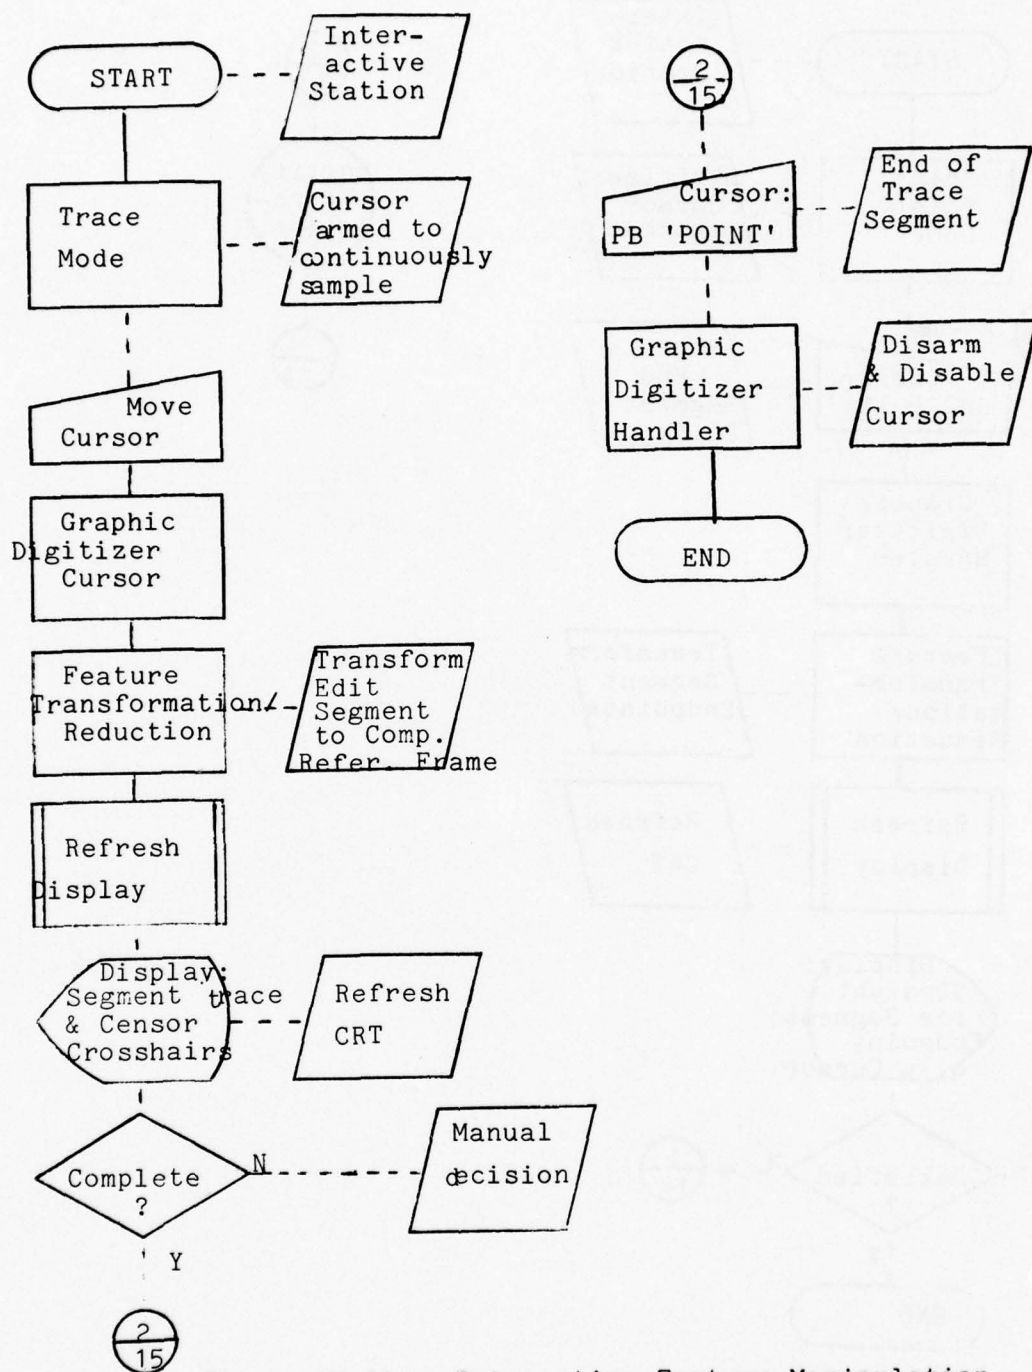 START
Inter-
active
Station
Trace
Mode
Cursor
armed to
continuously
sample
Move
Cursor
Graphic
Digitizer
Cursor
Feature
Transformation/
Reduction
Transform
Edit
Segment
to Comp.
Refer. Frame
Refresh
Display
Display:
Segment trace
& Censor
Crosshairs
Refresh
CRT
Complete
?
N
Manual
decision
Y
2
15
2
15
Cursor:
PB 'POINT'
End of
Trace
Segment
Graphic
Digitizer
Handler
Disarm
& Disable
Cursor
END
Feature Manipulation